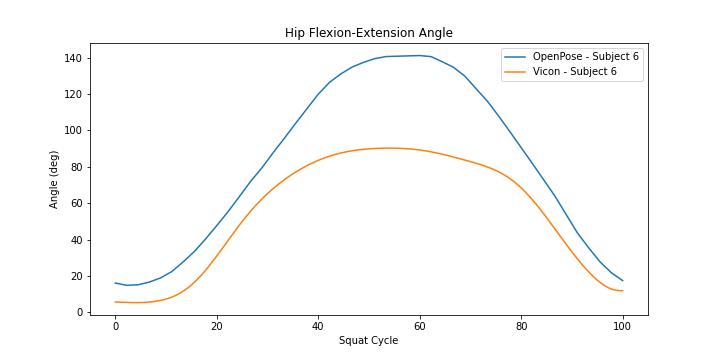 Hip Flexion-Extension Angle
OpenPose - Subject 6
Vicon - Subject 6
Angle (deg)
140
120
100
80
60
40
20
0
0 20 40 60 80 100
Squat Cycle